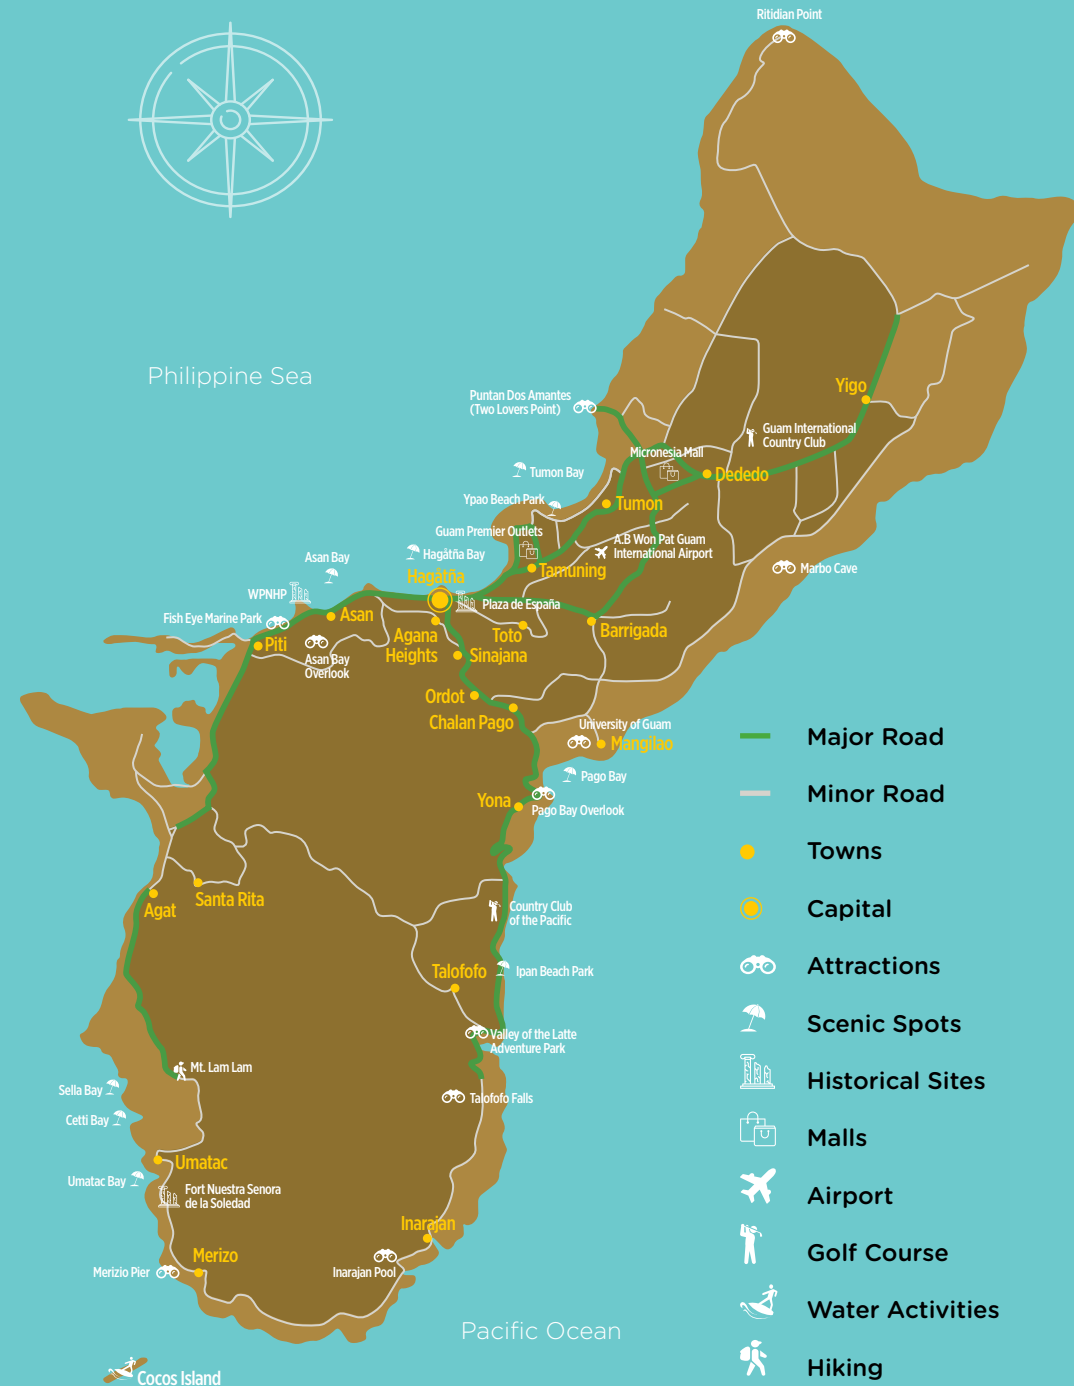 Ritidian Point
Philippine Sea
Puntan Dos Amantes
(Two Lovers Point)
Yigo
Guam International
Country Club
Micronesia Mall
Tumon Bay
Dededo
Ypao Beach Park
Tumon
Guam Premier Outlets
A.B Won Pat Guam
International Airport
Asan Bay
Hagåtña Bay
Marbo Cave
Hagåtña
Tamuning
WPNHP
Plaza de España
Fish Eye Marine Park
Asan
Agana
Heights
Toto
Barrigada
Piti
Asan Bay
Overlook
Sinajana
Ordot
Chalan Pago
University of Guam
Mangilao
Pago Bay
Yona
Pago Bay Overlook
Santa Rita
Agat
Country Club
of the Pacific
Talofofo
Ipan Beach Park
Valley of the Latte
Adventure Park
Mt. Lam Lam
Sella Bay
Talofofo Falls
Cetti Bay
Umatac
Umatac Bay
Fort Nuestra Senora
de la Soledad
Inarajan
Merizo
Merizio Pier
Inarajan Pool
Pacific Ocean
Cocos Island
Major Road
Minor Road
Towns
Capital
Attractions
Scenic Spots
Historical Sites
Malls
Airport
Golf Course
Water Activities
Hiking